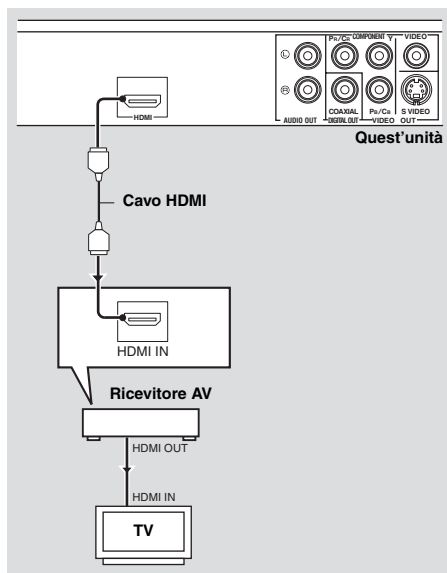 PR/CR COMPONENT Y VIDEO
L
R
HDMI
COAXIAL PB/CB S VIDEO
AUDIO OUT DIGITAL OUT VIDEO OUT
Quest'unità
Cavo HDMI
HDMI IN
Ricevitore AV
HDMI OUT
HDMI IN
TV